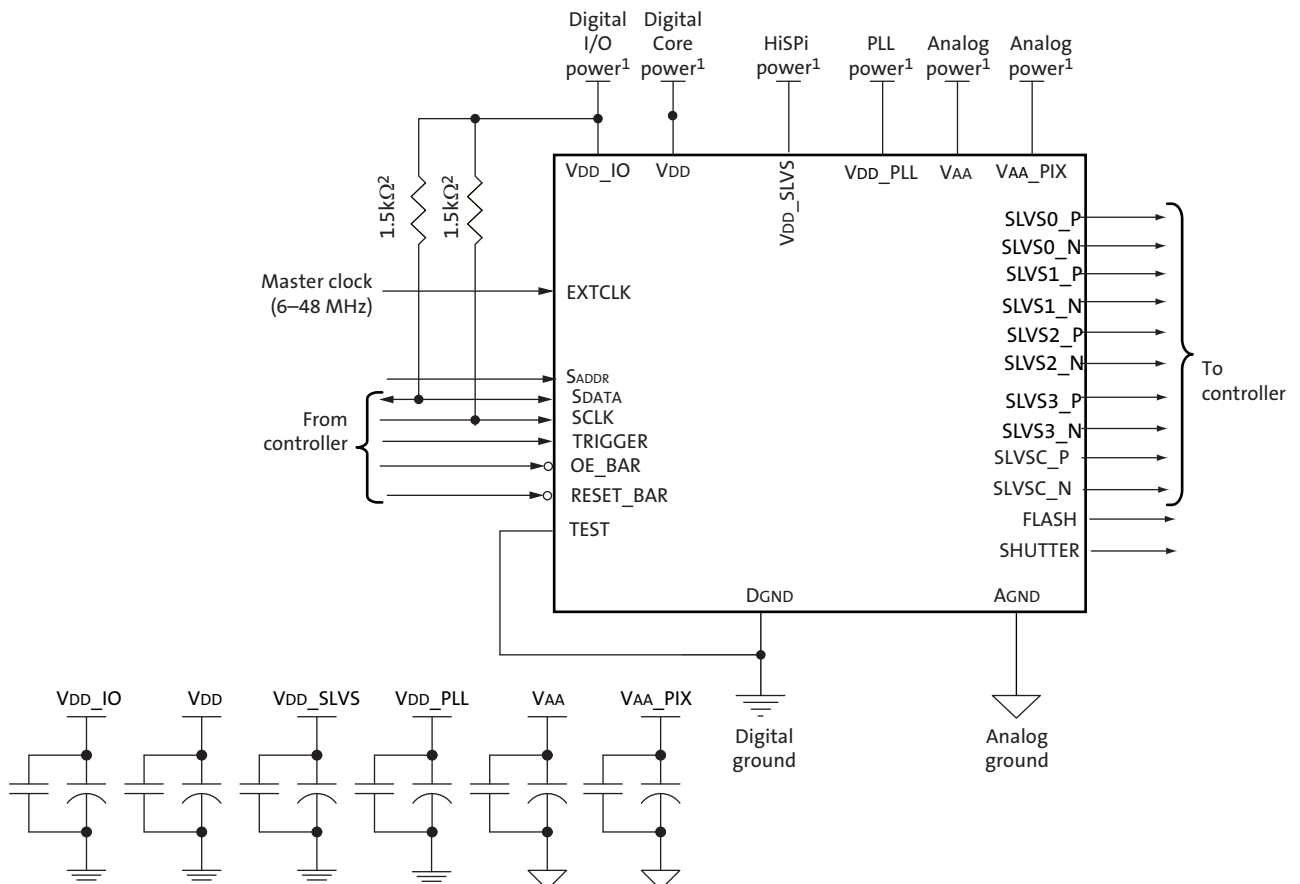 Digital I/O power1
Digital Core power1
HiSPi power1
PLL power1
Analog power1
Analog power1
VDD_IO
VDD
VDD_SLVS
VDD_PLL
VAA
VAA_PIX
1.5kΩ2
1.5kΩ2
Master clock
(6–48 MHz)
EXTCLK
SADDR
SDATA
SCLK
TRIGGER
OE_BAR
RESET_BAR
TEST
From
controller
SLVS0_P
SLVS0_N
SLVS1_P
SLVS1_N
SLVS2_P
SLVS2_N
SLVS3_P
SLVS3_N
SLVSC_P
SLVSC_N
FLASH
SHUTTER
To
controller
DGND
AGND
Digital
ground
Analog
ground
VDD_IO
VDD
VDD_SLVS
VDD_PLL
VAA
VAA_PIX